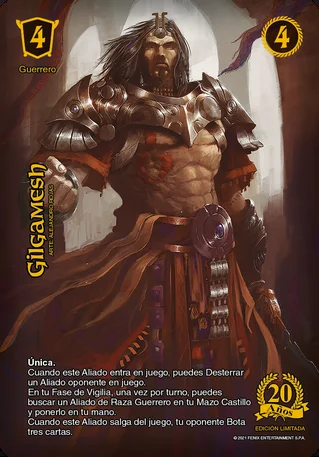 4
4
Guerrero
Gilgamesh
ARTE: ALEJANDRO ROJAS
Única.
Cuando este Aliado entra en juego, puedes Desterrar
un Aliado oponente en juego.
En tu Fase de Vigilia, una vez por turno, puedes
buscar un Aliado de Raza Guerrero en tu Mazo Castillo
y ponerlo en tu mano.
Cuando este Aliado salga del juego, tu oponente Bota
tres cartas.
20
Años
EDICIÓN LIMITADA
© 2021 FENIX ENTERTAINMENT S.P.A.